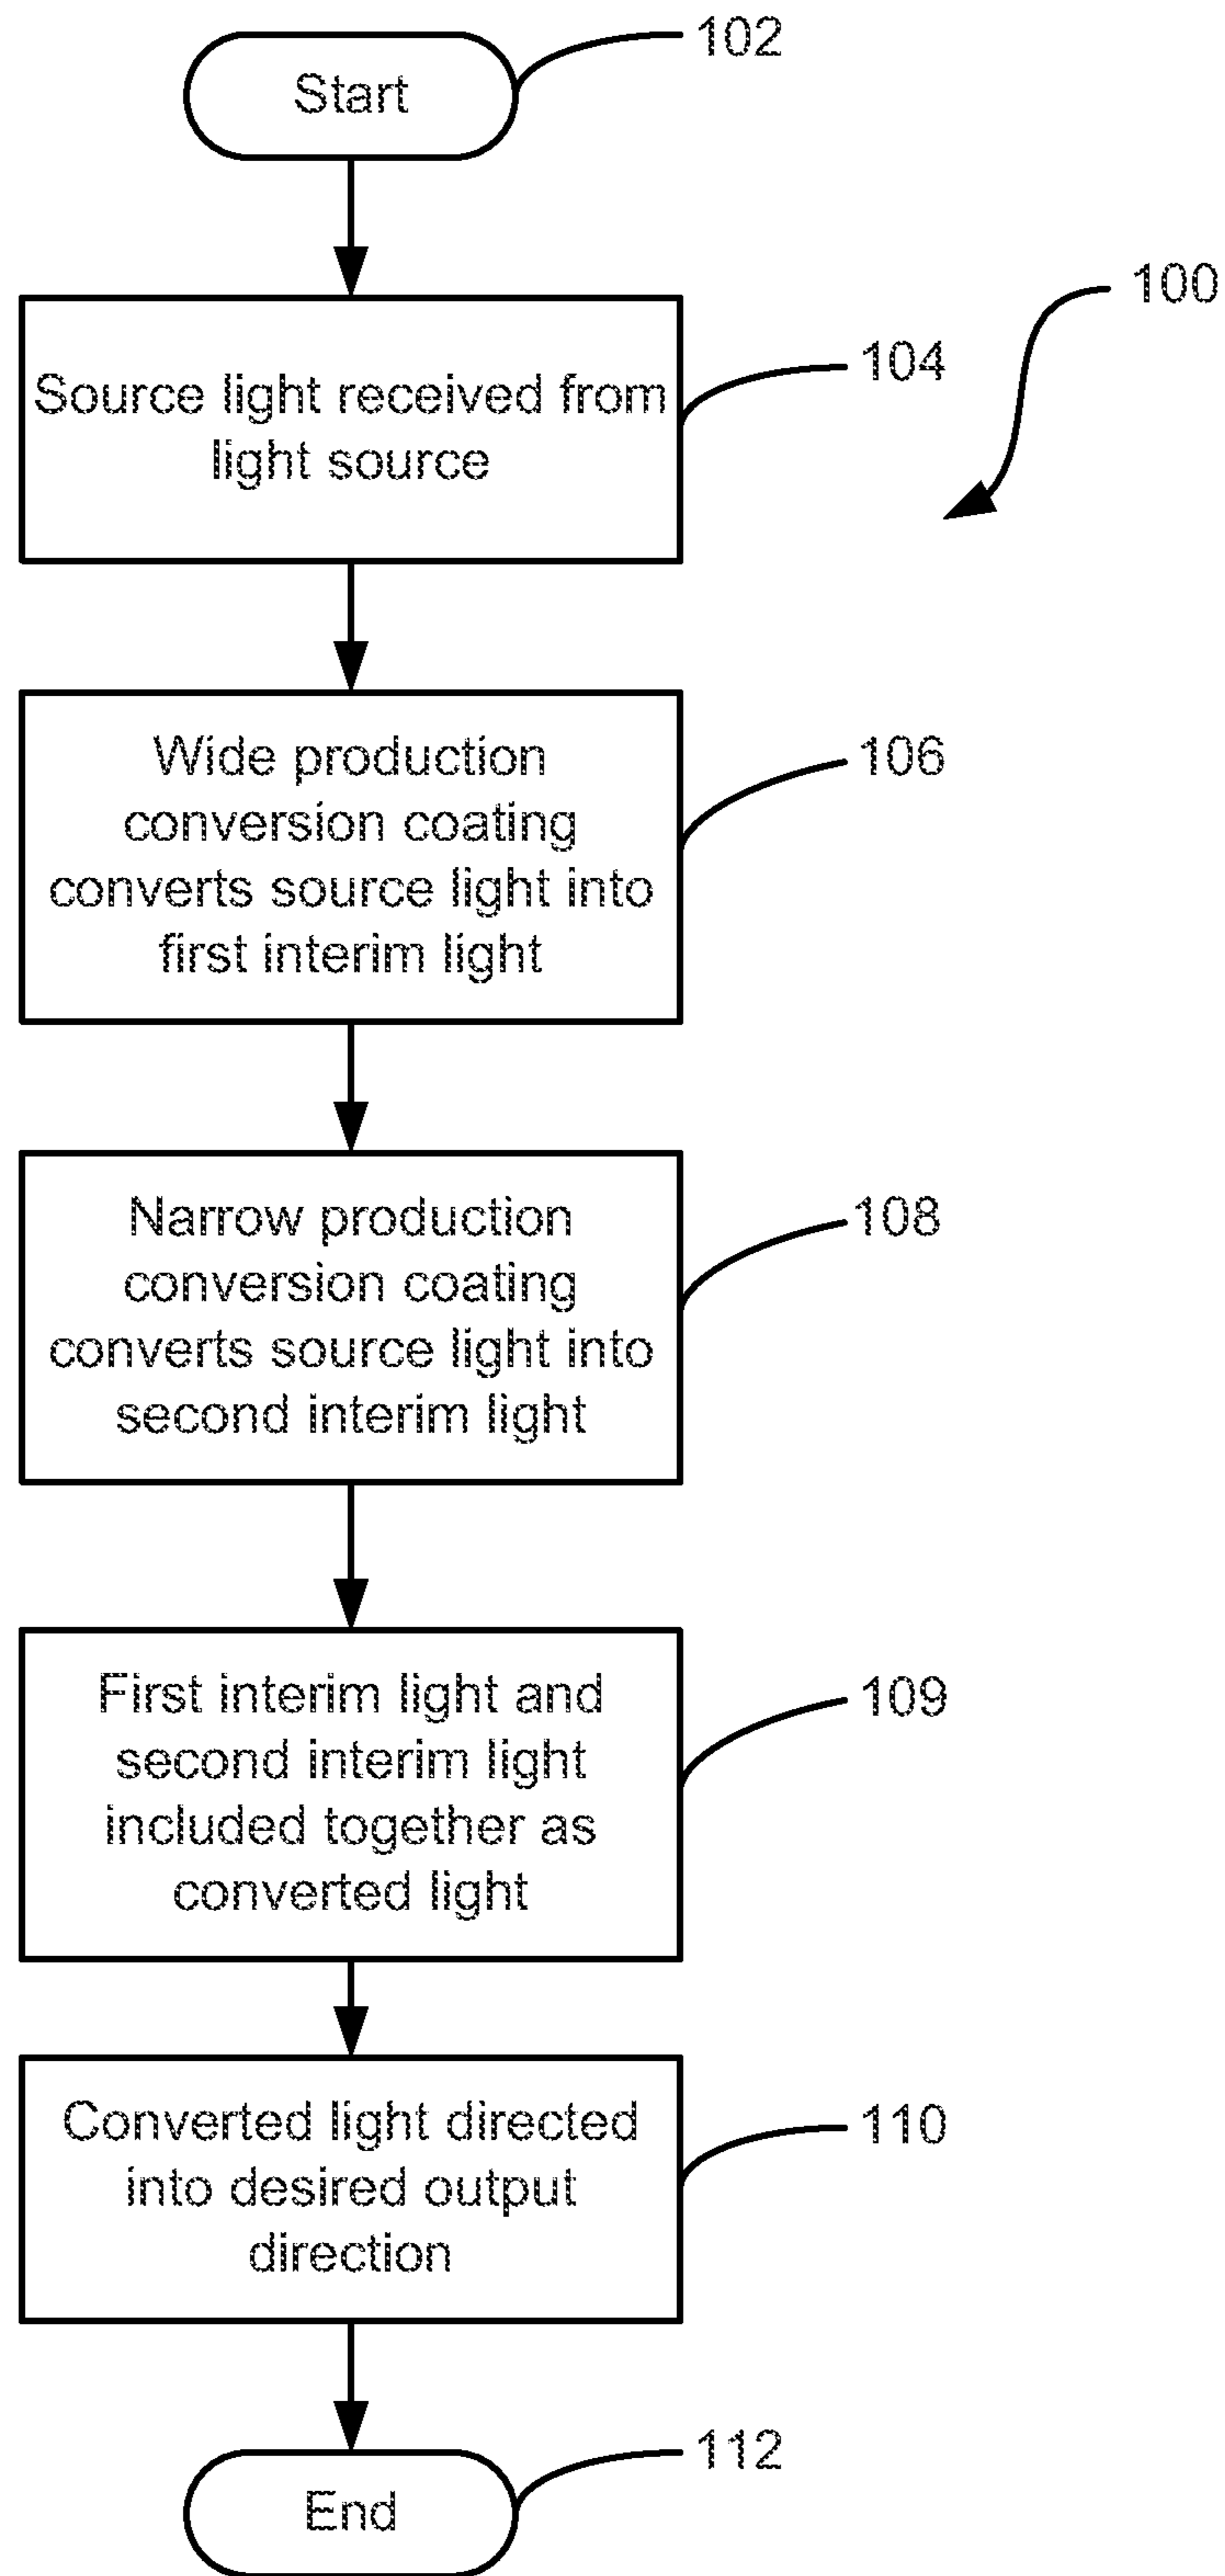 102
Start
100
104
Source light received from
light source
106
Wide production
conversion coating
converts source light into
first interim light
108
Narrow production
conversion coating
converts source light into
second interim light
109
First interim light and
second interim light
included together as
converted light
110
Converted light directed
into desired output
direction
112
End